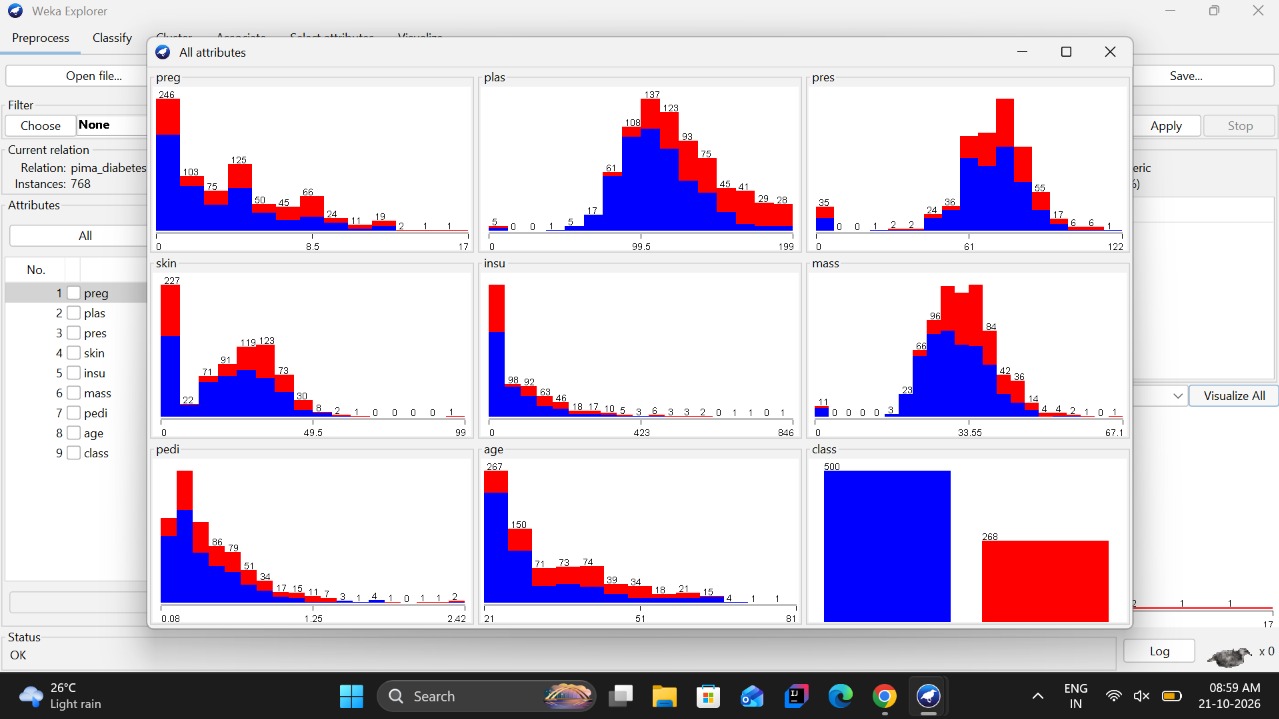 Weka Explorer
Preprocess Classify Cluster Associate Select attributes Visualize
All attributes
Open file...
Save...
Filter
Choose None
Apply Stop
Current relation
Relation: pima_diabetes
Instances: 768
Attributes
All
No.
1 preg
2 plas
3 pres
4 skin
5 insu
6 mass
7 pedi
8 age
9 class
preg
246 103 75 125 50 45 66 24 11 19 2 1 1
0 8.5 17
plas
5 0 0 1 5 17 61 108 137 123 93 75 45 41 29 28
0 99.5 199
pres
35 0 0 1 2 2 24 36 55 17 6 6 1
0 61 122
skin
227 22 71 91 119 123 73 30 8 2 1 0 0 0 0 1
0 49.5 99
insu
98 92 63 46 18 17 10 5 3 6 3 3 2 0 1 1 0 1
0 423 846
mass
11 0 0 0 0 3 23 66 96 84 42 36 14 4 4 2 1 0 1
0 33.55 67.1
pedi
86 79 51 34 17 15 11 7 3 1 4 1 0 1 1 2
0.08 1.25 2.42
age
267 150 71 73 74 39 34 18 21 15 4 1 1
21 51 81
class
500 268
eric
Visualize All
2 1 1
17
Status
OK
Log
x 0
26°C
Light rain
Search
ENG
IN
08:59 AM
21-10-2026